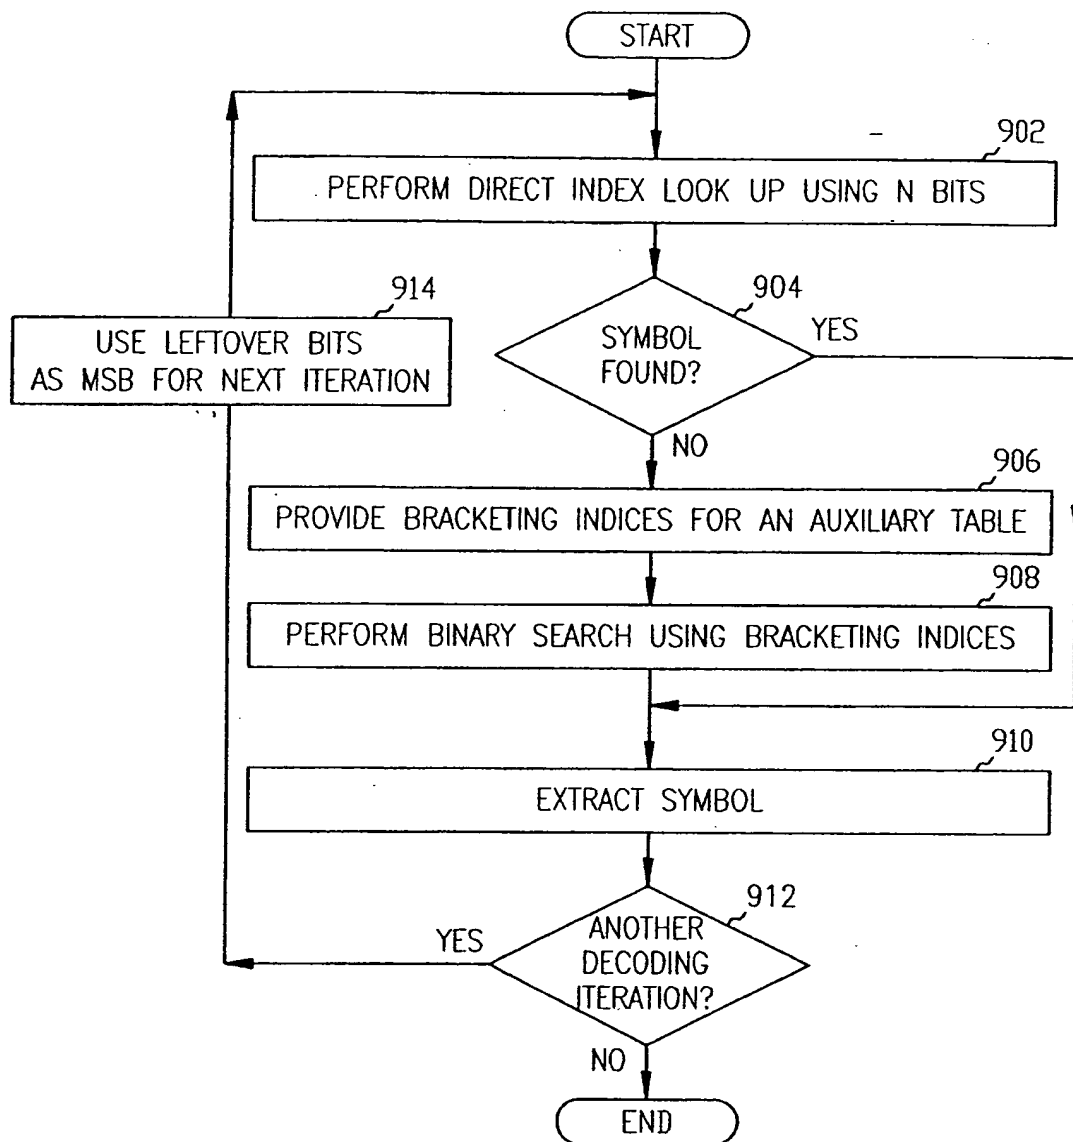 START
902
PERFORM DIRECT INDEX LOOK UP USING N BITS
914
USE LEFTOVER BITS
AS MSB FOR NEXT ITERATION
904
SYMBOL
FOUND?
YES
NO
906
PROVIDE BRACKETING INDICES FOR AN AUXILIARY TABLE
908
PERFORM BINARY SEARCH USING BRACKETING INDICES
910
EXTRACT SYMBOL
912
ANOTHER
DECODING
ITERATION?
YES
NO
END